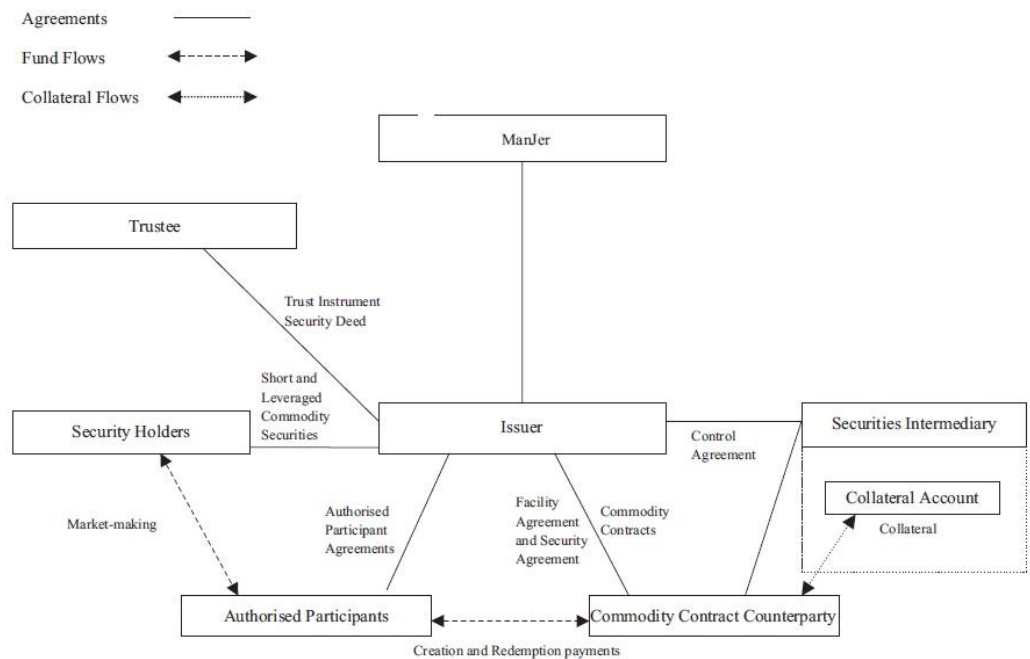 Agreements
Fund Flows
Collateral Flows
ManJer
Trustee
Trust Instrument
Security Deed
Short and
Leveraged
Commodity
Securities
Security Holders
Issuer
Control
Agreement
Securities Intermediary
Collateral Account
Collateral
Market-making
Authorised
Participant
Agreements
Facility
Agreement
and Security
Agreement
Commodity
Contracts
Authorised Participants
Commodity Contract Counterparty
Creation and Redemption payments